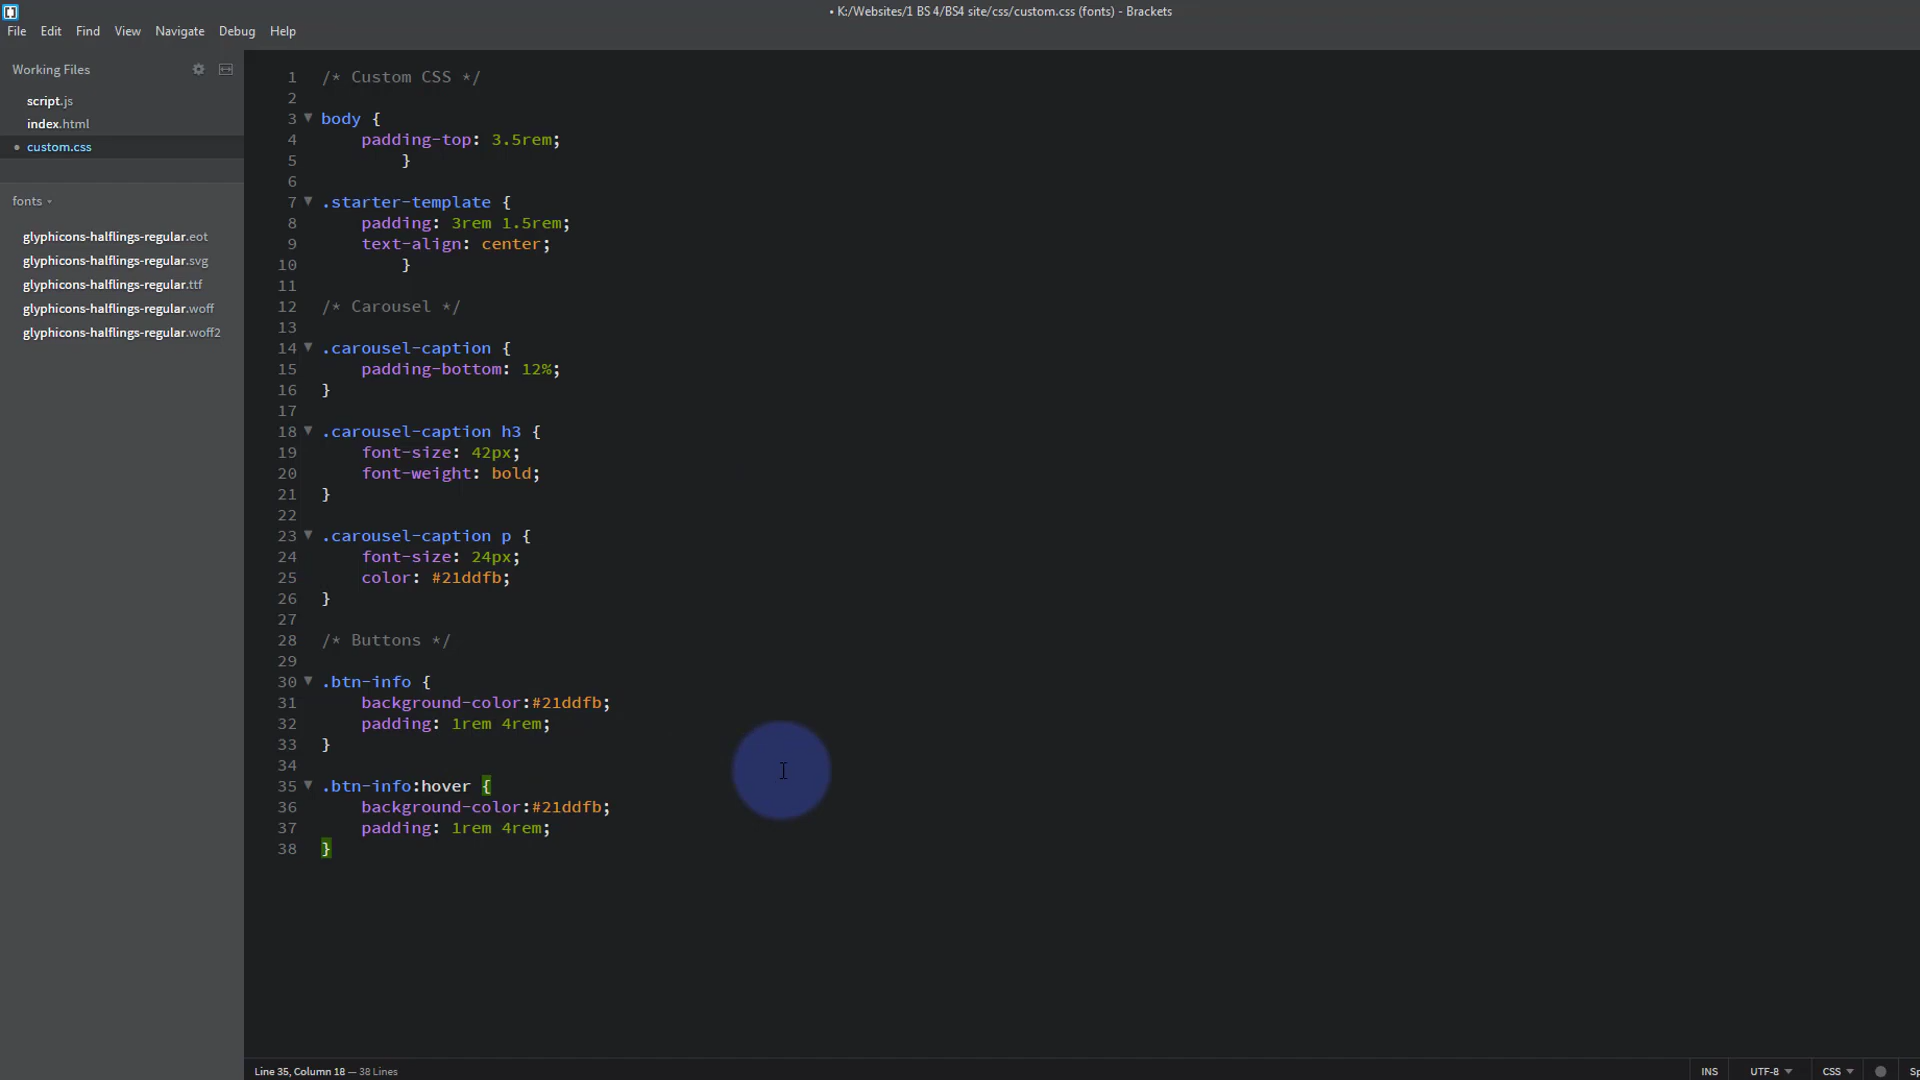 • K:/Websites/1 BS 4/BS4 site/css/custom.css (fonts) - Brackets
File Edit Find View Navigate Debug Help
Working Files
script.js
index.html
custom.css
fonts
glyphicons-halflings-regular.eot
glyphicons-halflings-regular.svg
glyphicons-halflings-regular.ttf
glyphicons-halflings-regular.woff
glyphicons-halflings-regular.woff2
1 /* Custom CSS */
2
3 body {
4     padding-top: 3.5rem;
5         }
6
7 .starter-template {
8     padding: 3rem 1.5rem;
9     text-align: center;
10         }
11
12 /* Carousel */
13
14 .carousel-caption {
15     padding-bottom: 12%;
16 }
17
18 .carousel-caption h3 {
19     font-size: 42px;
20     font-weight: bold;
21 }
22
23 .carousel-caption p {
24     font-size: 24px;
25     color: #21ddfb;
26 }
27
28 /* Buttons */
29
30 .btn-info {
31     background-color:#21ddfb;
32     padding: 1rem 4rem;
33 }
34
35 .btn-info:hover {
36     background-color:#21ddfb;
37     padding: 1rem 4rem;
38 }
Line 35, Column 18 — 38 Lines
INS UTF-8 CSS Sp